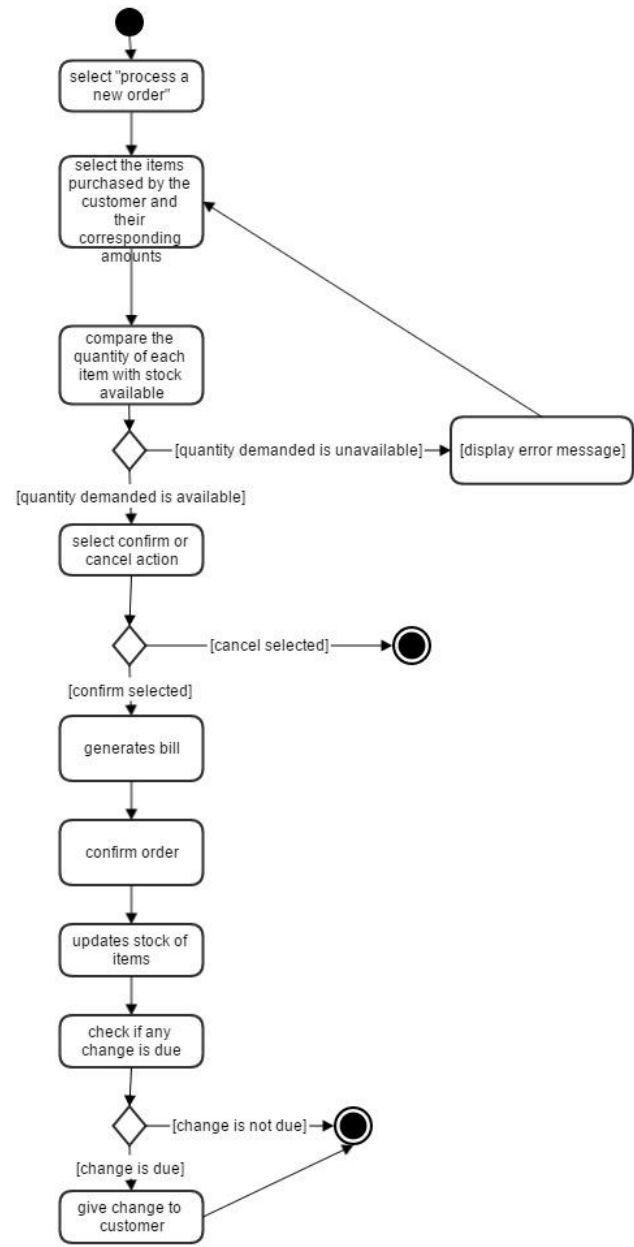 select "process a
new order"
select the items
purchased by the
customer and
their
corresponding
amounts
compare the
quantity of each
item with stock
available
[quantity demanded is unavailable]
[display error message]
[quantity demanded is available]
select confirm or
cancel action
[cancel selected]
[confirm selected]
generates bill
confirm order
updates stock of
items
check if any
change is due
[change is not due]
[change is due]
give change to
customer